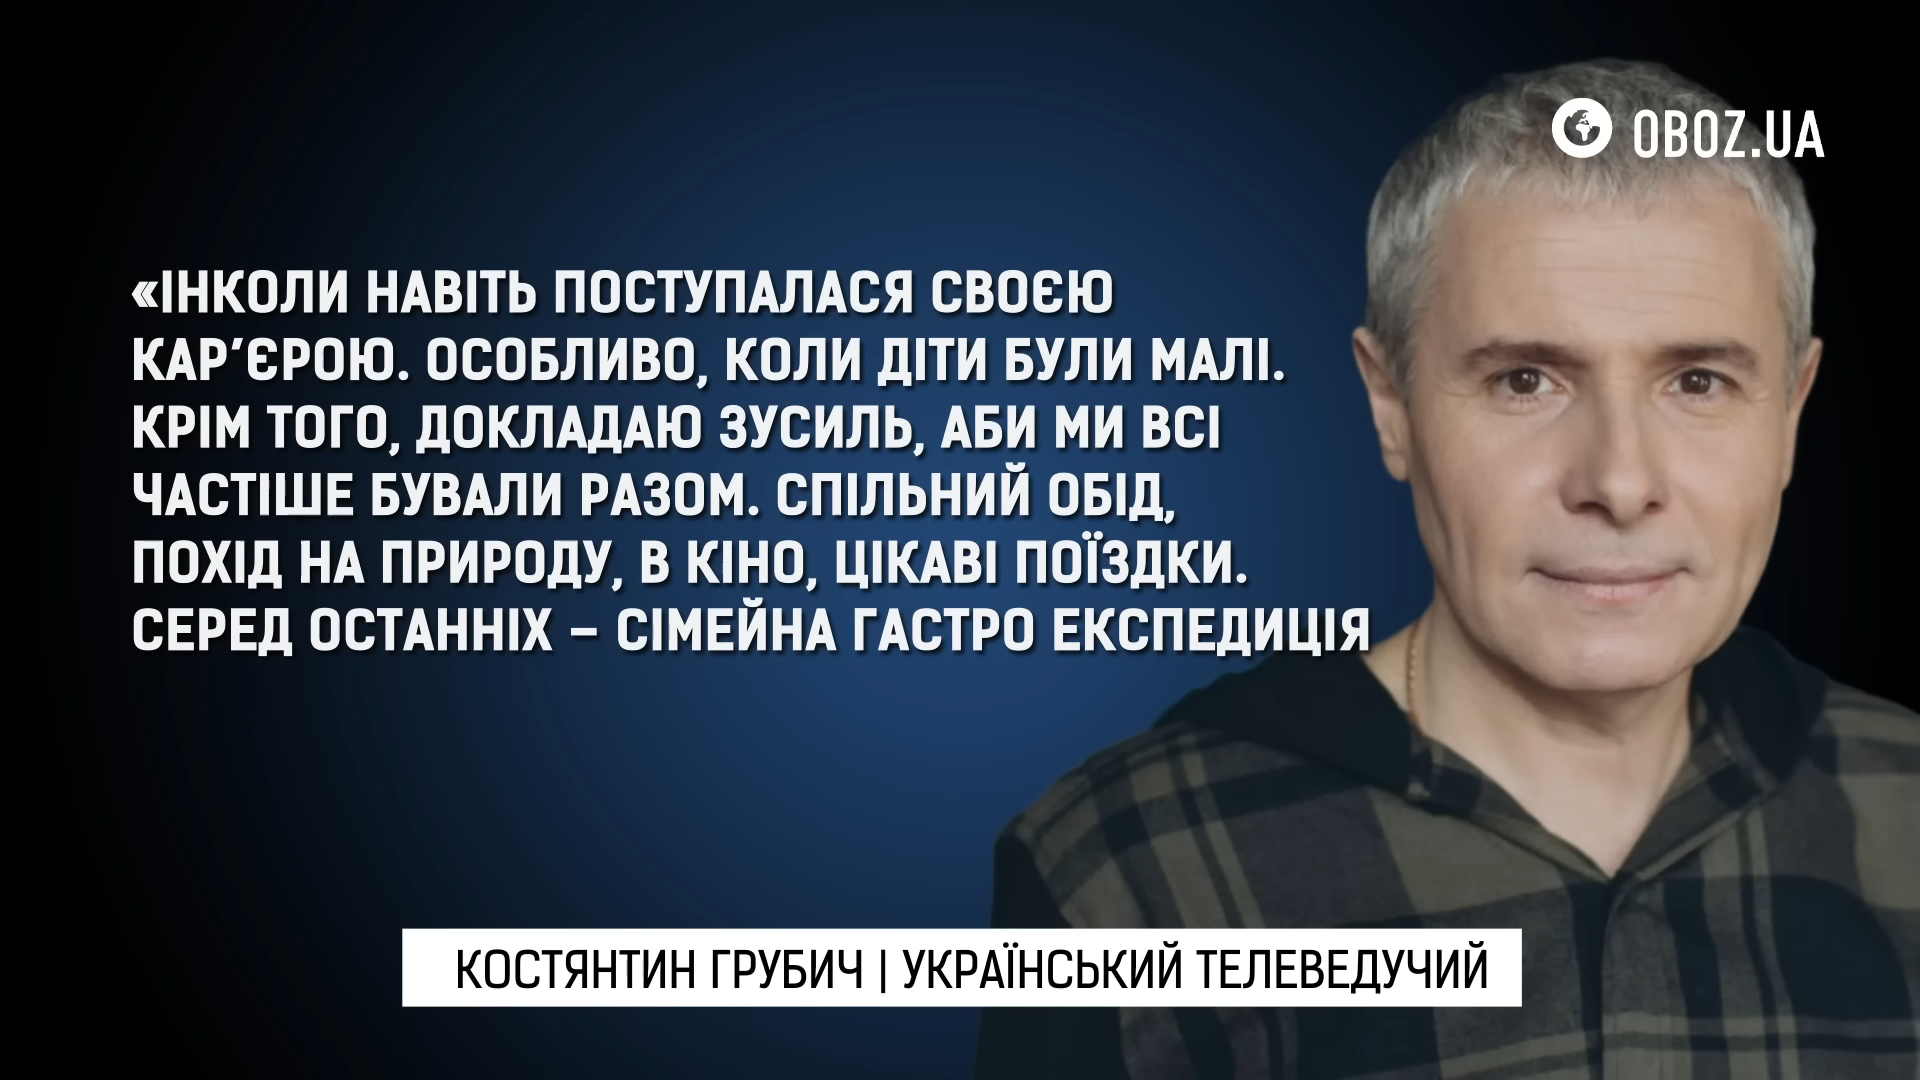 OBOZ.UA
«ІНКОЛИ НАВІТЬ ПОСТУПАЛАСЯ СВОЄЮ
КАР’ЄРОЮ. ОСОБЛИВО, КОЛИ ДІТИ БУЛИ МАЛІ.
КРІМ ТОГО, ДОКЛАДАЮ ЗУСИЛЬ, АБИ МИ ВСІ
ЧАСТІШЕ БУВАЛИ РАЗОМ. СПІЛЬНИЙ ОБІД,
ПОХІД НА ПРИРОДУ, В КІНО, ЦІКАВІ ПОЇЗДКИ.
СЕРЕД ОСТАННІХ – СІМЕЙНА ГАСТРО ЕКСПЕДИЦІЯ
КОСТЯНТИН ГРУБИЧ | УКРАЇНСЬКИЙ ТЕЛЕВЕДУЧИЙ